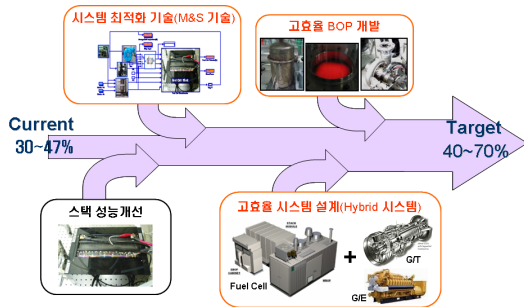 시스템 최적화 기술(M&S 기술)
고효율 BOP 개발
Current
30~47%
Target
40~70%
스택 성능개선
고효율 시스템 설계(Hybrid 시스템)
Fuel Cell
+
G/T
G/E